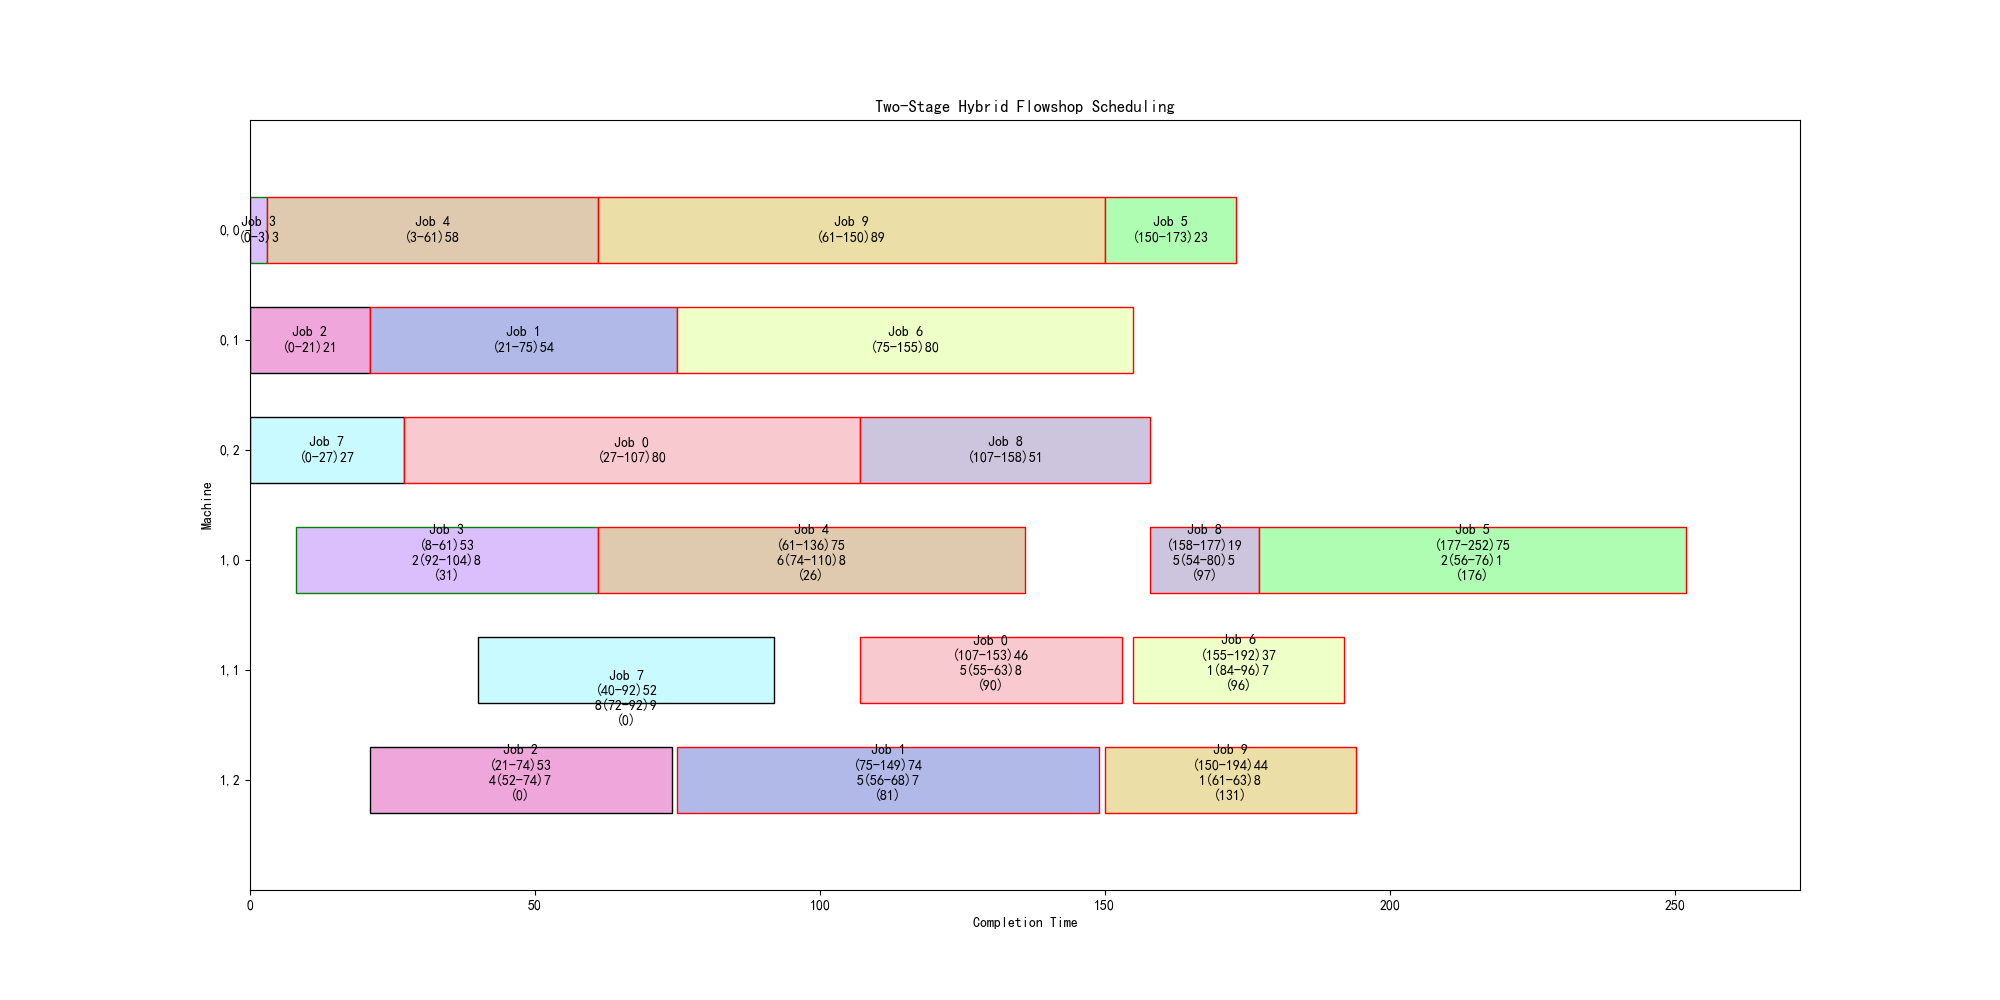 Two-Stage Hybrid Flowshop Scheduling
0,0
Job 3
(0-3)3
Job 4
(3-61)58
Job 9
(61-150)89
Job 5
(150-173)23
0,1
Job 2
(0-21)21
Job 1
(21-75)54
Job 6
(75-155)80
0,2
Job 7
(0-27)27
Job 0
(27-107)80
Job 8
(107-158)51
Machine
1,0
Job 3
(8-61)53
2(92-104)8
(31)
Job 4
(61-136)75
6(74-110)8
(26)
Job 8
(158-177)19
5(54-80)5
(97)
Job 5
(177-252)75
2(56-76)1
(176)
1,1
Job 7
(40-92)52
8(72-92)9
(0)
Job 0
(107-153)46
5(55-63)8
(90)
Job 6
(155-192)37
1(84-96)7
(96)
1,2
Job 2
(21-74)53
4(52-74)7
(0)
Job 1
(75-149)74
5(56-68)7
(81)
Job 9
(150-194)44
1(61-63)8
(131)
0 50 100 150 200 250
Completion Time